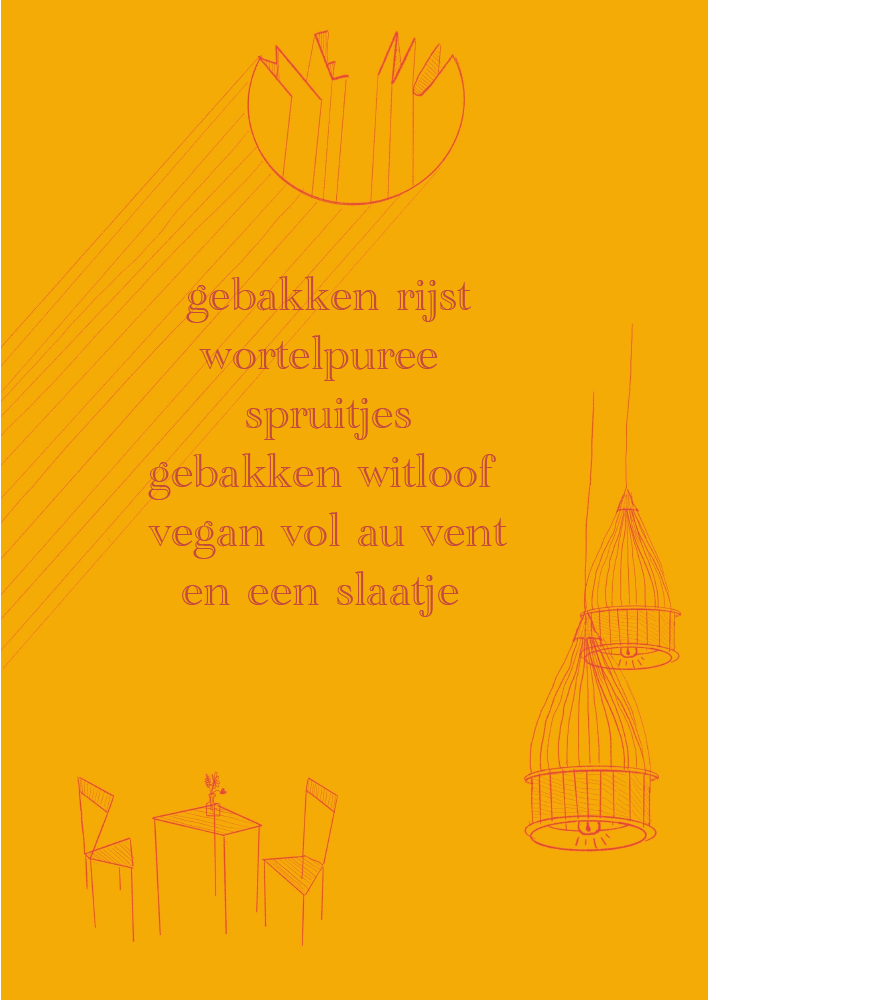 gebakken rijst
wortelpuree
spruitjes
gebakken witloof
vegan vol au vent
en een slaatje